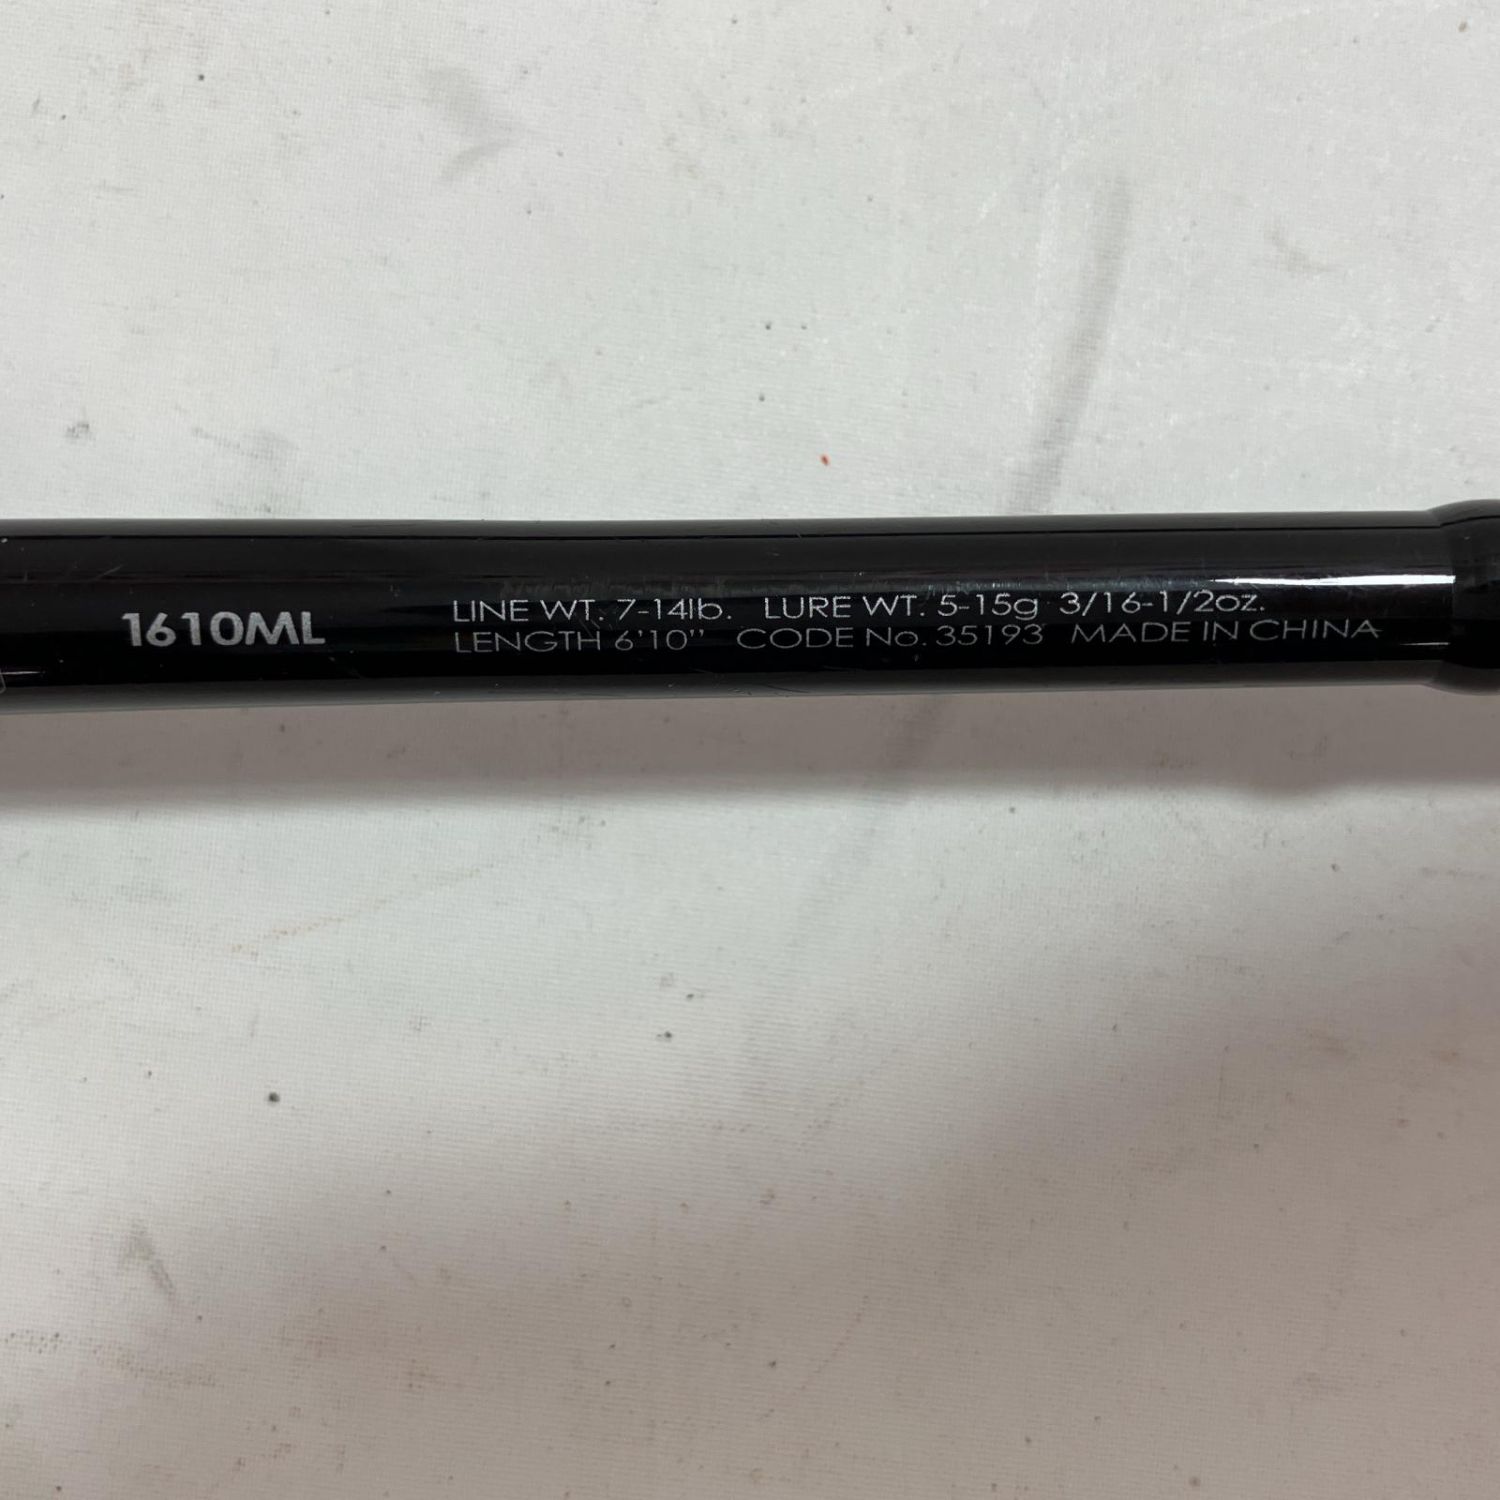 1610ML
LINE WT. 7-14lb. LURE WT. 5-15g 3/16-1/2oz.
LENGTH 6'10'' CODE No. 35193 MADE IN CHINA